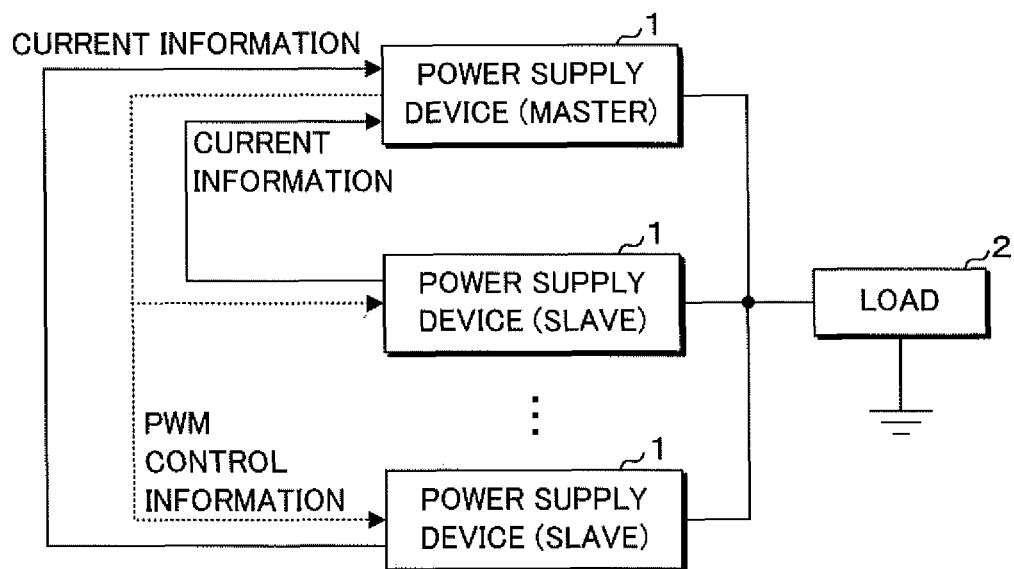 1
CURRENT INFORMATION
POWER SUPPLY
DEVICE (MASTER)
CURRENT
INFORMATION
1
POWER SUPPLY
DEVICE (SLAVE)
2
LOAD
PWM
CONTROL
INFORMATION
1
POWER SUPPLY
DEVICE (SLAVE)